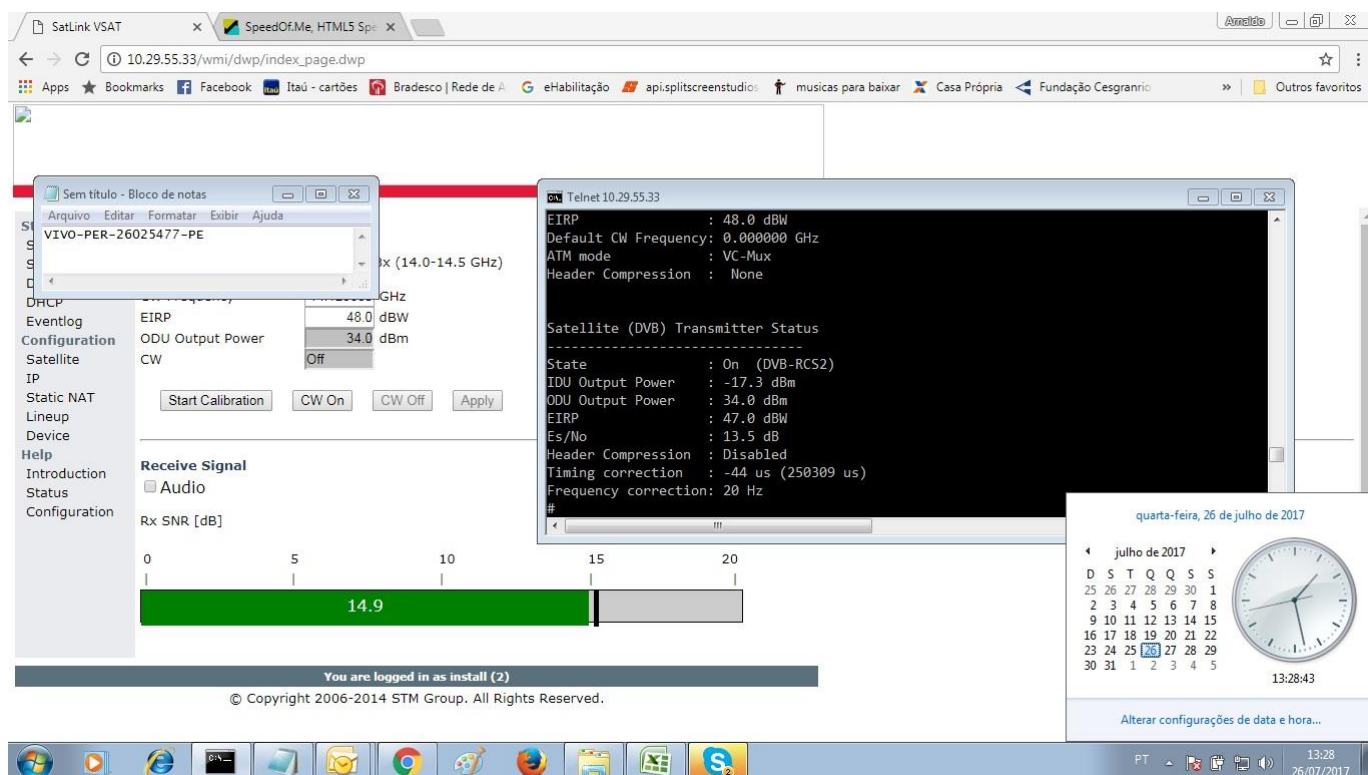 SatLink VSAT
SpeedOf.Me, HTML5 Spe
Arnaldo
10.29.55.33/wmi/dwp/index_page.dwp
Apps Bookmarks Facebook Itaú - cartões Bradesco | Rede de A eHabilitação api.splitscreenstudios musicas para baixar Casa Própria Fundação Cesgranrio » Outros favoritos
Sem título - Bloco de notas
Arquivo Editar Formatar Exibir Ajuda
VIVO-PER-26025477-PE
(14.0-14.5 GHz)
GHz
DHCP
Eventlog
Configuration
Satellite
IP
Static NAT
Lineup
Device
Help
Introduction
Status
Configuration
EIRP 48.0 dBW
ODU Output Power 34.0 dBm
CW Off
Start Calibration CW On CW Off Apply
Receive Signal
Audio
Rx SNR [dB]
0 5 10 15 20
14.9
You are logged in as install (2)
© Copyright 2006-2014 STM Group. All Rights Reserved.
Telnet 10.29.55.33
EIRP : 48.0 dBW
Default CW Frequency: 0.000000 GHz
ATM mode : VC-Mux
Header Compression : None
Satellite (DVB) Transmitter Status
---------------------------------
State : On (DVB-RCS2)
IDU Output Power : -17.3 dBm
ODU Output Power : 34.0 dBm
EIRP : 47.0 dBW
Es/No : 13.5 dB
Header Compression : Disabled
Timing correction : -44 us (250309 us)
Frequency correction: 20 Hz
#
quarta-feira, 26 de julho de 2017
julho de 2017
D S T Q Q S S
25 26 27 28 29 30 1
2 3 4 5 6 7 8
9 10 11 12 13 14 15
16 17 18 19 20 21 22
23 24 25 26 27 28 29
30 31 1 2 3 4 5
13:28:43
Alterar configurações de data e hora...
PT
13:28
26/07/2017